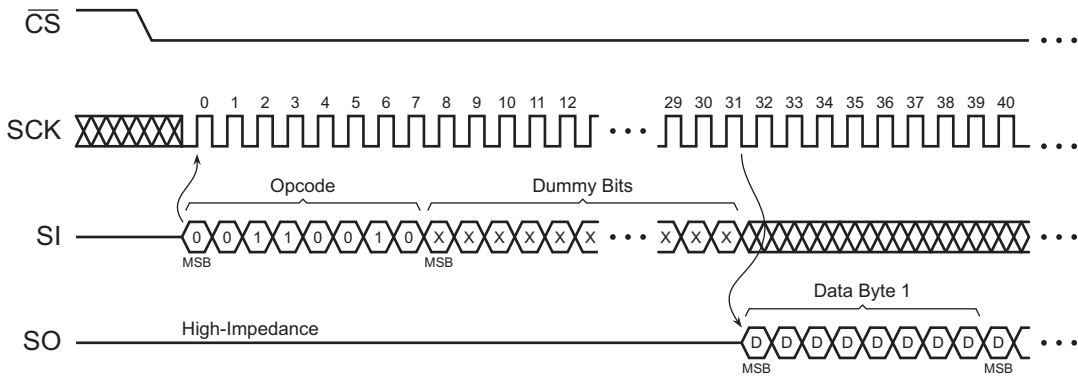 CS
0 1 2 3 4 5 6 7 8 9 10 11 12 29 30 31 32 33 34 35 36 37 38 39 40
SCK
Opcode Dummy Bits
SI 0 0 1 1 0 0 1 0 X X X X X X X X X
MSB MSB
Data Byte 1
High-Impedance
SO D D D D D D D D D
MSB MSB